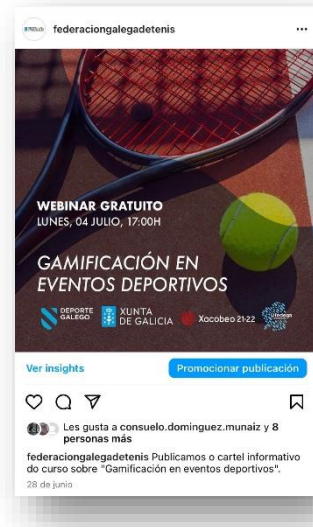 federaciongalegadetenis
WEBINAR GRATUITO
LUNES, 04 JULIO, 17:00H
GAMIFICACIÓN EN
EVENTOS DEPORTIVOS
DEPORTE
GALEGO
XUNTA
DE GALICIA
Xacobeo 21·22
Ver insights
Promocionar publicación
Les gusta a consuelo.dominguez.munaiz y 8
personas más
federaciongalegadetenis Publicamos o cartel informativo
do curso sobre "Gamificación en eventos deportivos".
28 de junio